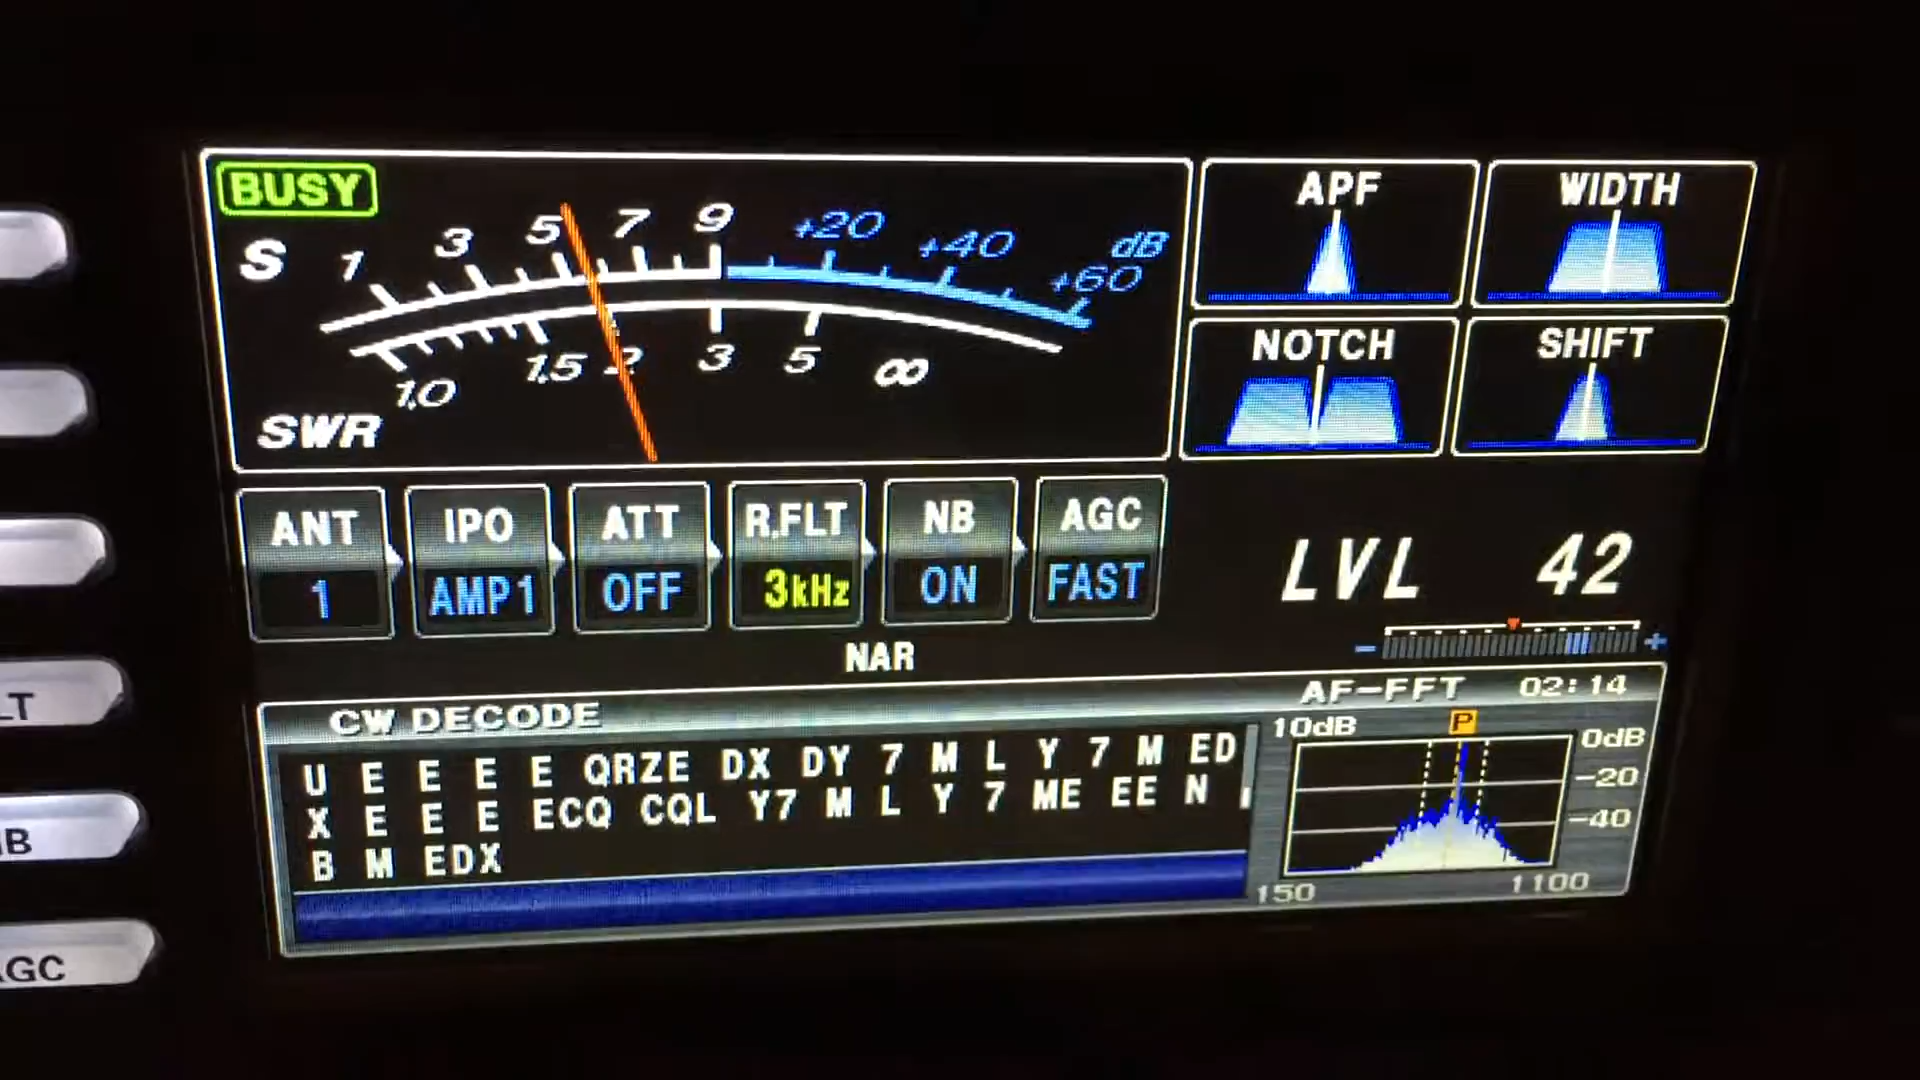 BUSY
S 1 3 5 7 9 +20 +40 +60 dB
1.0 1.5 2 3 5 ∞
SWR
APF
WIDTH
NOTCH
SHIFT
ANT
1
IPO
AMP1
ATT
OFF
R.FLT
3kHz
NB
ON
AGC
FAST
LVL 42
- +
NAR
CW DECODE
U E E E E QRZE DX DY 7 M L Y 7 M ED
X E E E ECQ CQL Y7 M L Y 7 ME EE N
B M EDX
AF-FFT 02:14
10dB P 0dB
-20
-40
150 1100
LT
IB
AGC